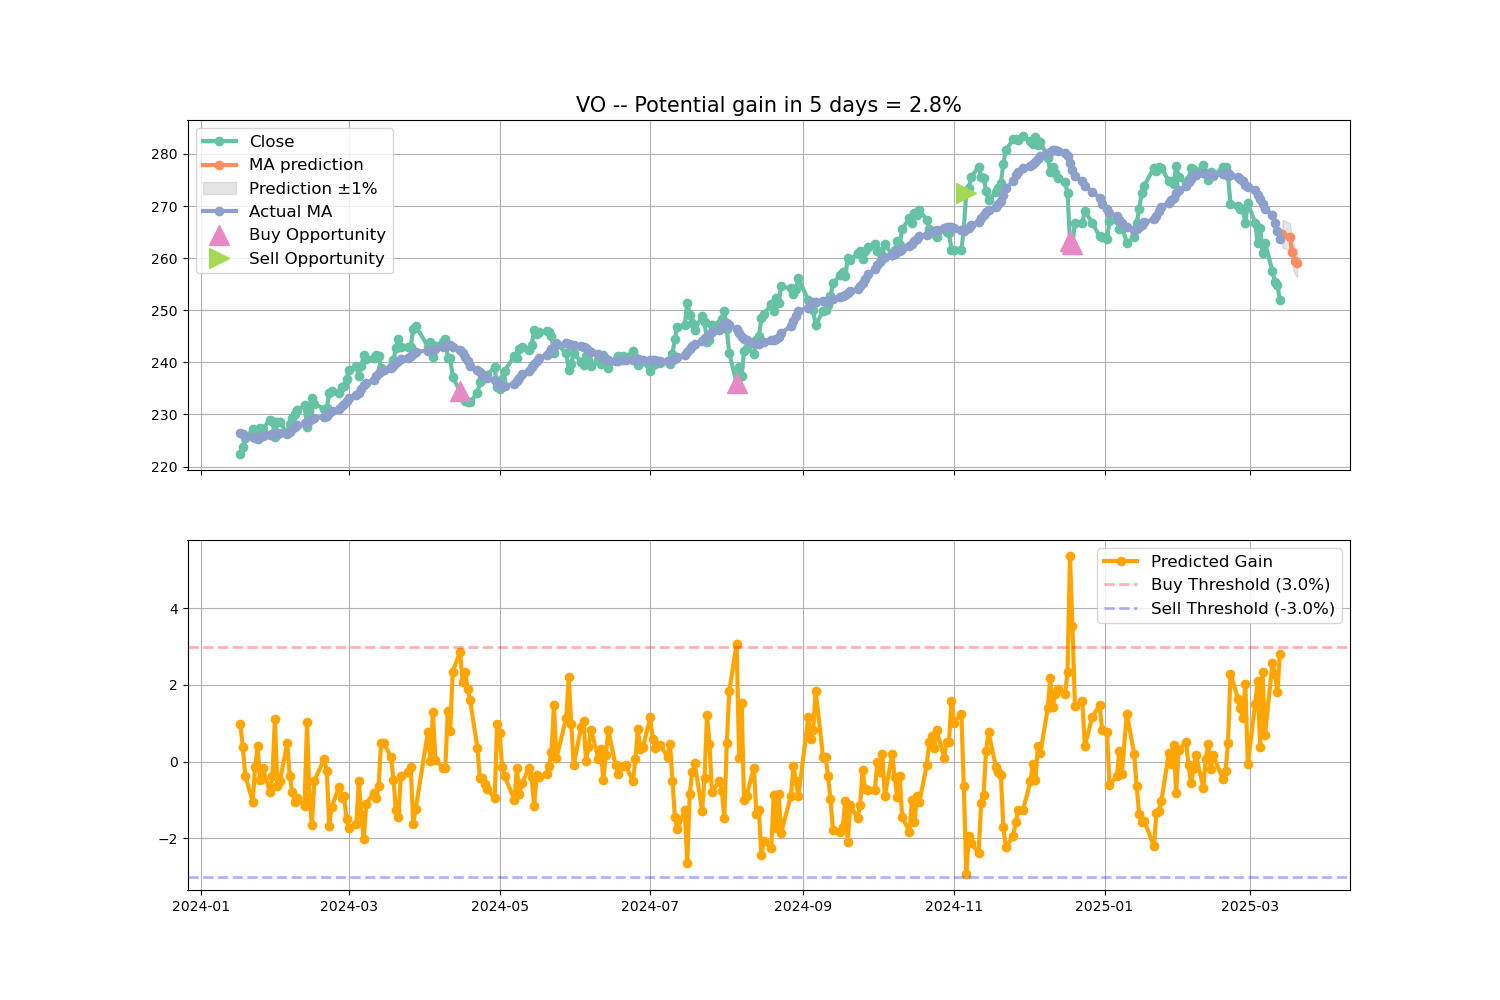 VO -- Potential gain in 5 days = 2.8%
Close
MA prediction
Prediction ±1%
Actual MA
Buy Opportunity
Sell Opportunity
280
270
260
250
240
230
220
Predicted Gain
Buy Threshold (3.0%)
Sell Threshold (-3.0%)
4
2
0
−2
2024-01
2024-03
2024-05
2024-07
2024-09
2024-11
2025-01
2025-03